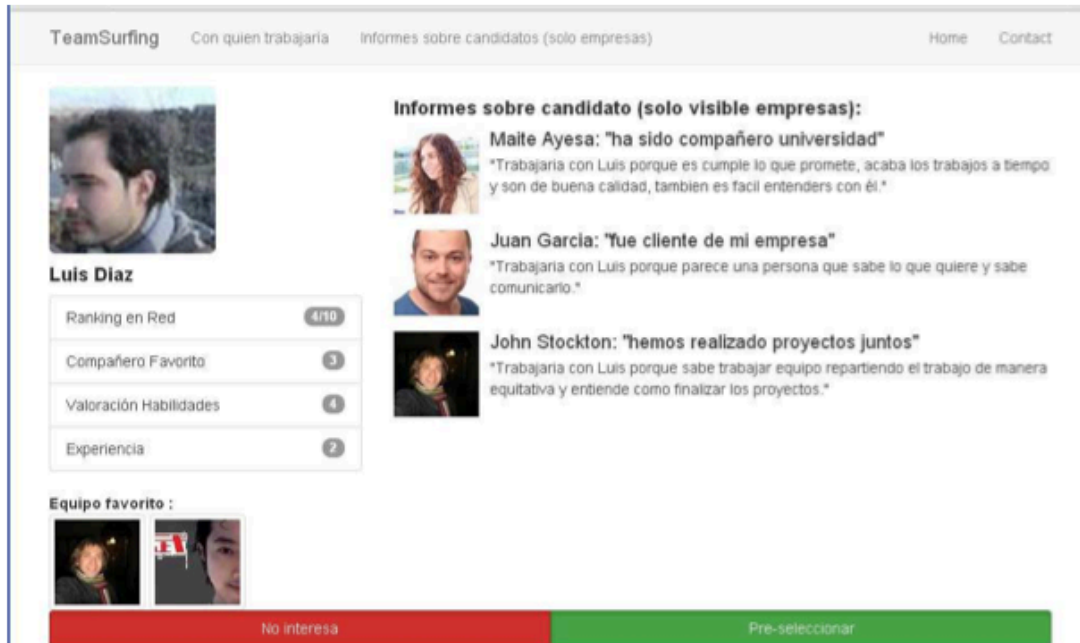 TeamSurfing Con quien trabajaria Informes sobre candidatos (solo empresas) Home Contact
Luis Diaz
Ranking en Red 4/10
Compañero Favorito 3
Valoración Habilidades 4
Experiencia 2
Equipo favorito :
Informes sobre candidato (solo visible empresas):
Maite Ayesa: "ha sido compañero universidad"
"Trabajaria con Luis porque es cumple lo que promete, acaba los trabajos a tiempo
y son de buena calidad, tambien es facil entenders con él."
Juan Garcia: "fue cliente de mi empresa"
"Trabajaria con Luis porque parece una persona que sabe lo que quiere y sabe
comunicarlo."
John Stockton: "hemos realizado proyectos juntos"
"Trabajaria con Luis porque sabe trabajar equipo repartiendo el trabajo de manera
equitativa y entiende como finalizar los proyectos."
No interesa Pre-seleccionar